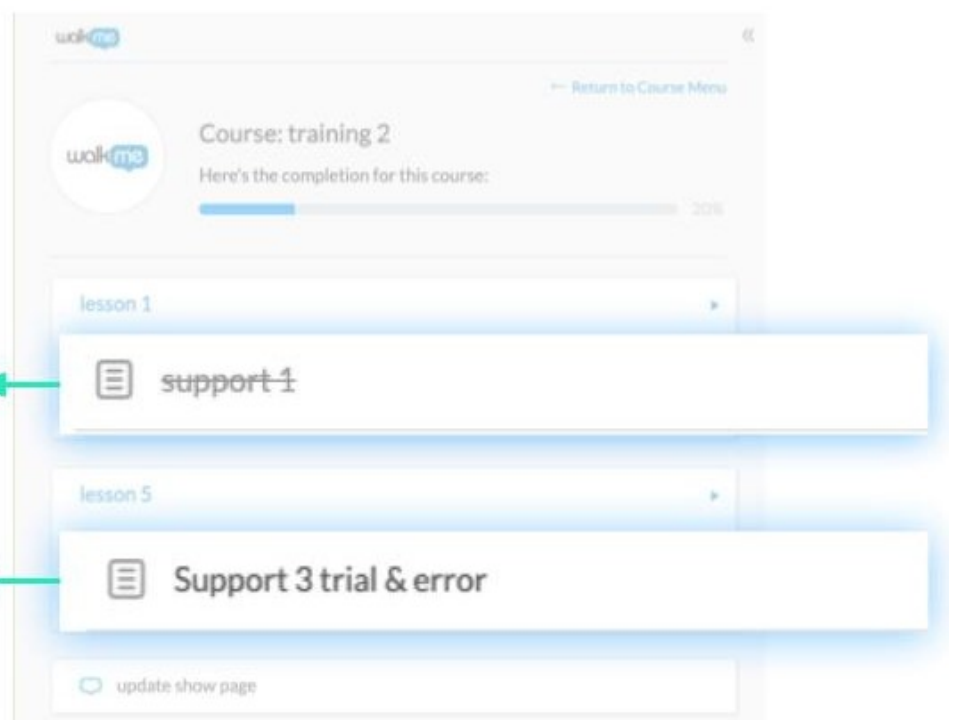 walkme
← Return to Course Menu
walkme
Course: training 2
Here's the completion for this course:
20%
lesson 1
support 1
lesson 5
Support 3 trial & error
update show page